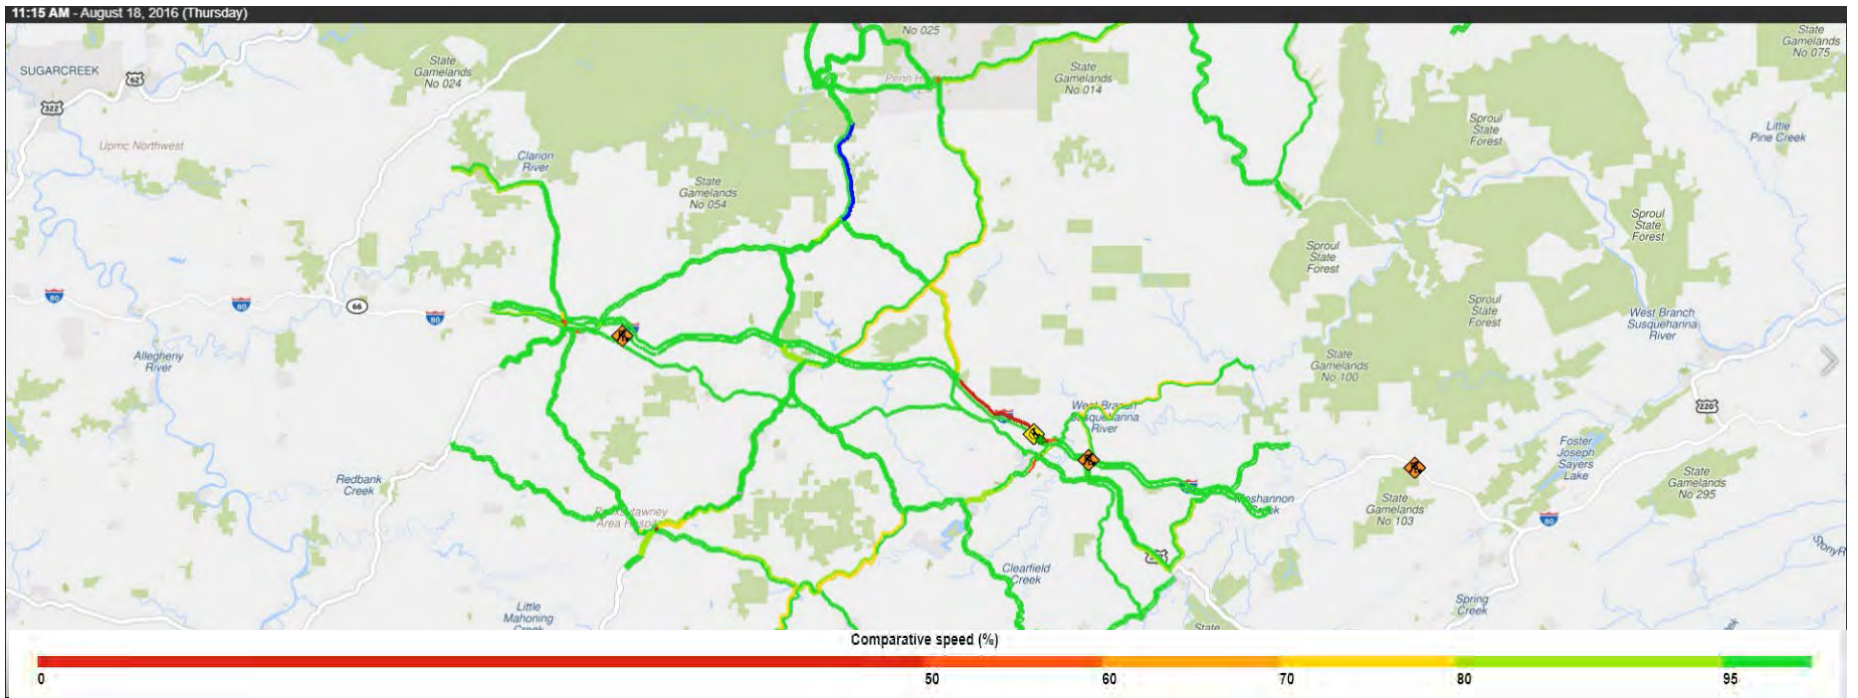 11:15 AM - August 18, 2016 (Thursday)
No 025
State
Gamelands
No 075
SUGARCREEK
62
State
Gamelands
No 024
State
Gamelands
No 014
322
Sproul
State
Forest
Little
Pine Creek
Upmc Northwest
Clarion
River
State
Gamelands
No 054
Sproul
State
Forest
Sproul
State
Forest
80
80
66
80
Sproul
State
Forest
West Branch
Susquehanna
River
Allegheny
River
State
Gamelands
No 100
West Branch
Susquehanna
River
220
Redbank
Creek
Foster
Joseph
Sayers
Lake
State
Gamelands
No 295
Moshannon
Creek
State
Gamelands
No 103
80
Area
Clearfield
Creek
Little
Mahoning
Creek
Spring
Creek
State
Comparative speed (%)
0
50
60
70
80
95